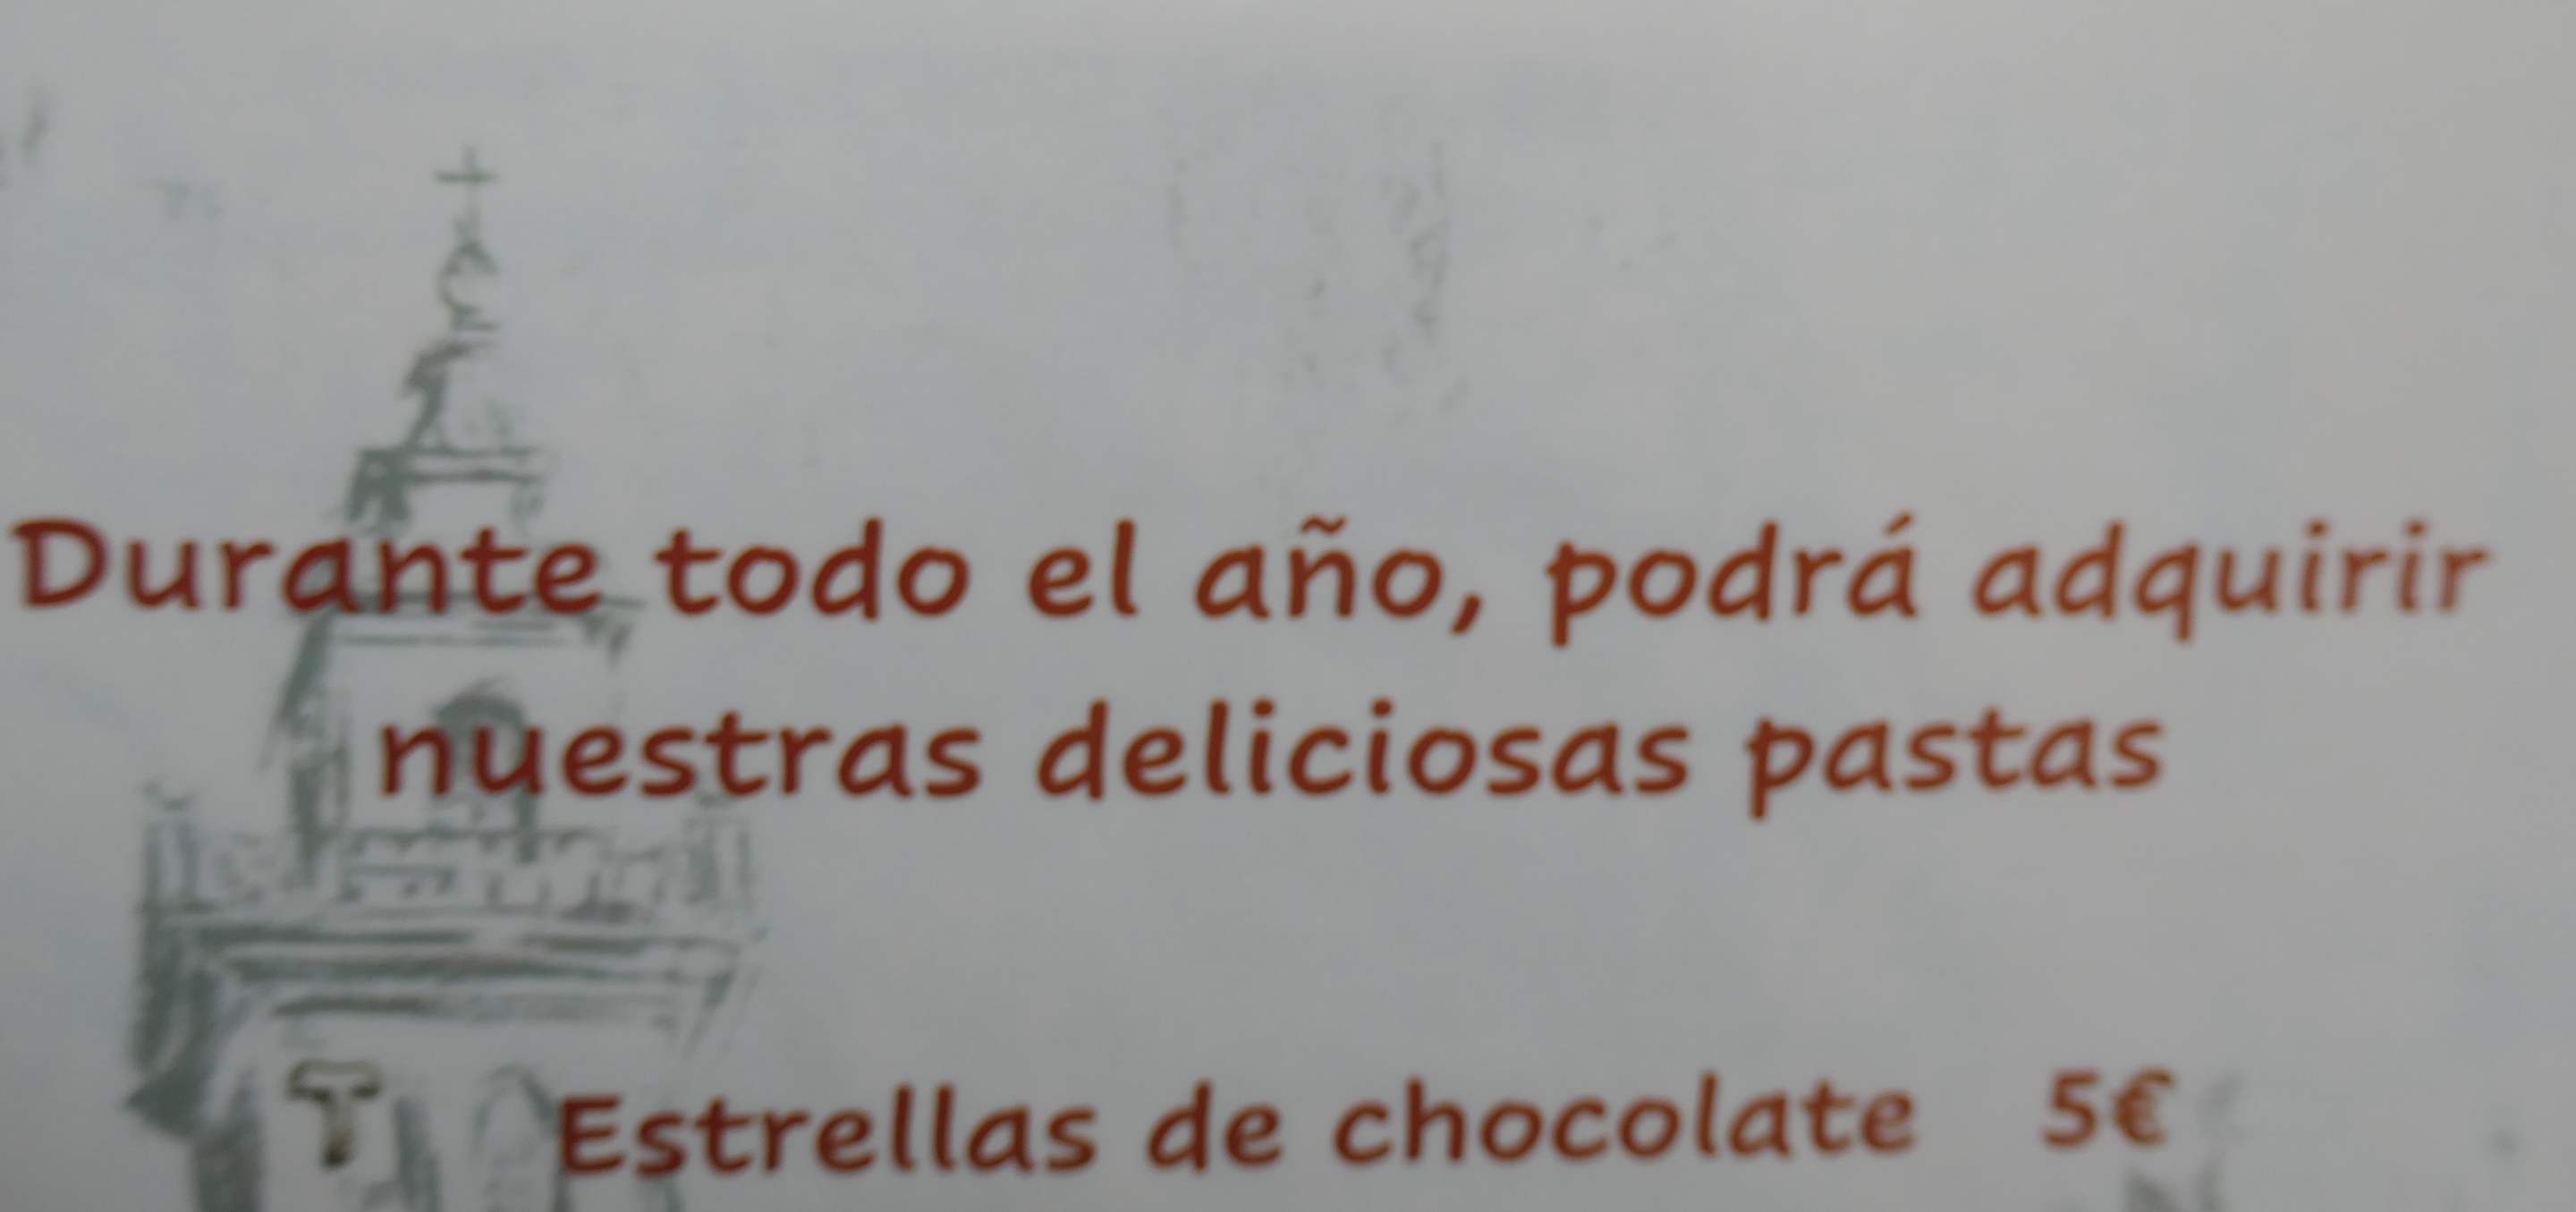 Durante todo el año, podrá adquirir
nuestras deliciosas pastas
Estrellas de chocolate 5€